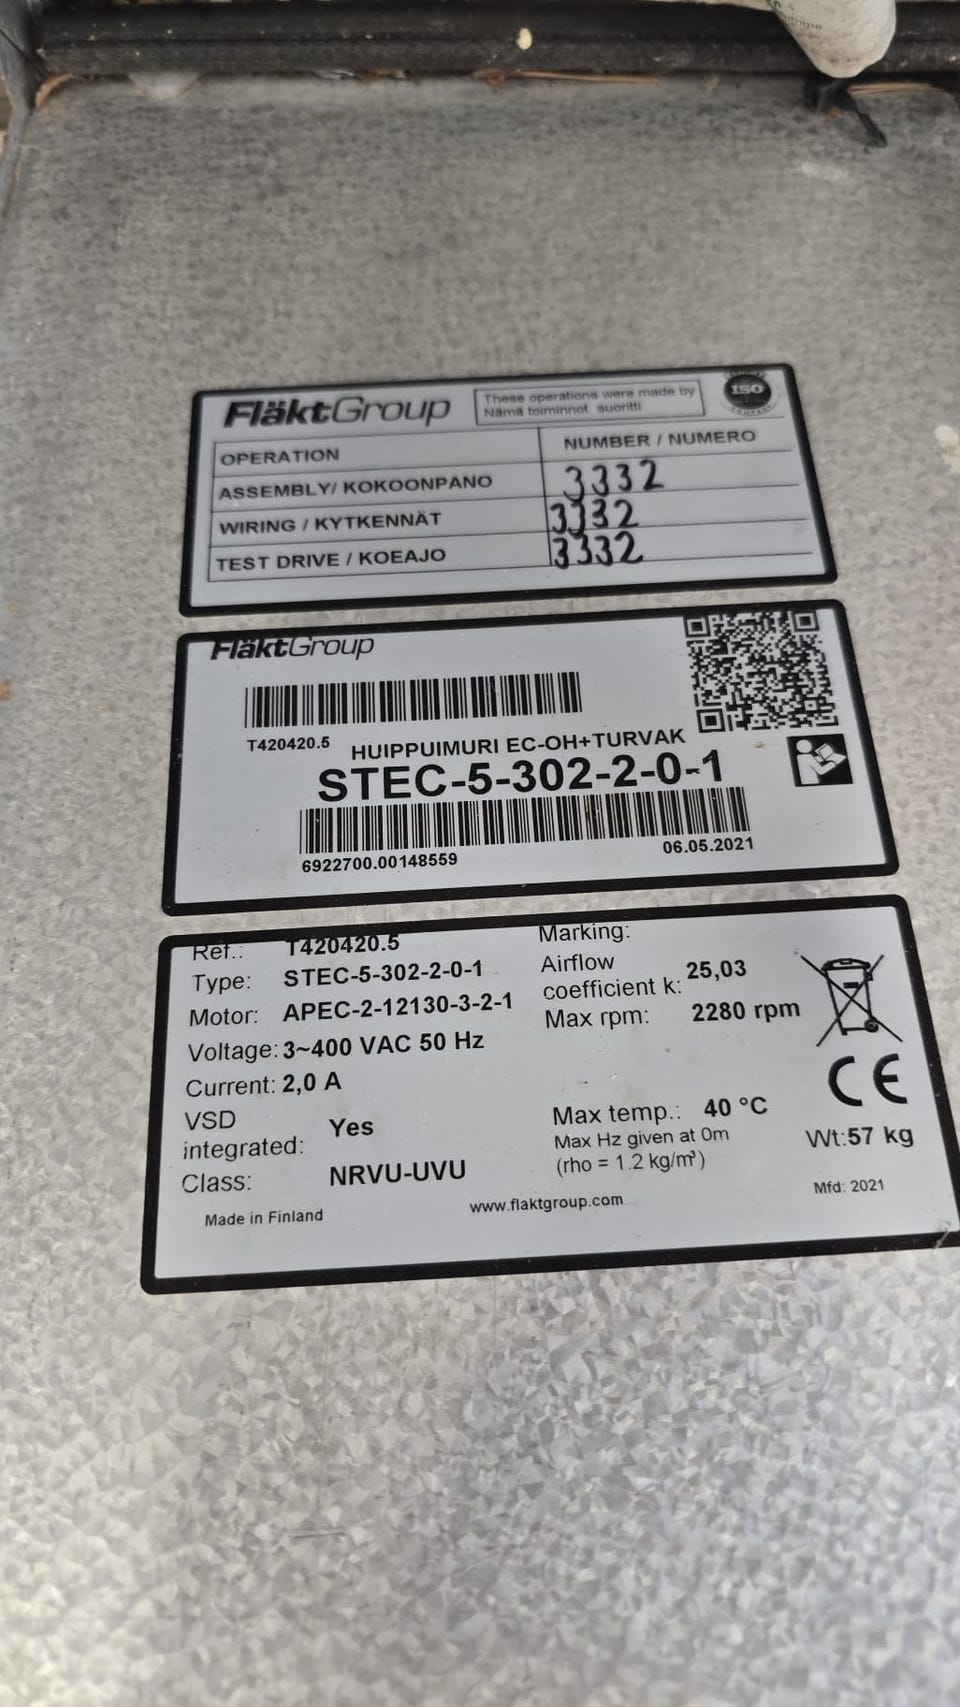 FläktGroup
These operations were made by
Nämä toiminnot suoritti
ISO
OPERATION NUMBER / NUMERO
ASSEMBLY/ KOKOONPANO 3332
WIRING / KYTKENNÄT 3332
TEST DRIVE / KOEAJO 3332
FläktGroup
T420420.5
HUIPPUIMURI EC-OH+TURVAK
STEC-5-302-2-0-1
6922700.00148559 06.05.2021
Ref.: T420420.5 Marking:
Type: STEC-5-302-2-0-1 Airflow coefficient k: 25,03
Motor: APEC-2-12130-3-2-1 Max rpm: 2280 rpm
Voltage: 3~400 VAC 50 Hz
Current: 2,0 A
VSD integrated: Yes Max temp.: 40 °C
Max Hz given at 0m
(rho = 1.2 kg/m³)
CE
Wt:57 kg
Class: NRVU-UVU
Made in Finland www.flaktgroup.com Mfd: 2021